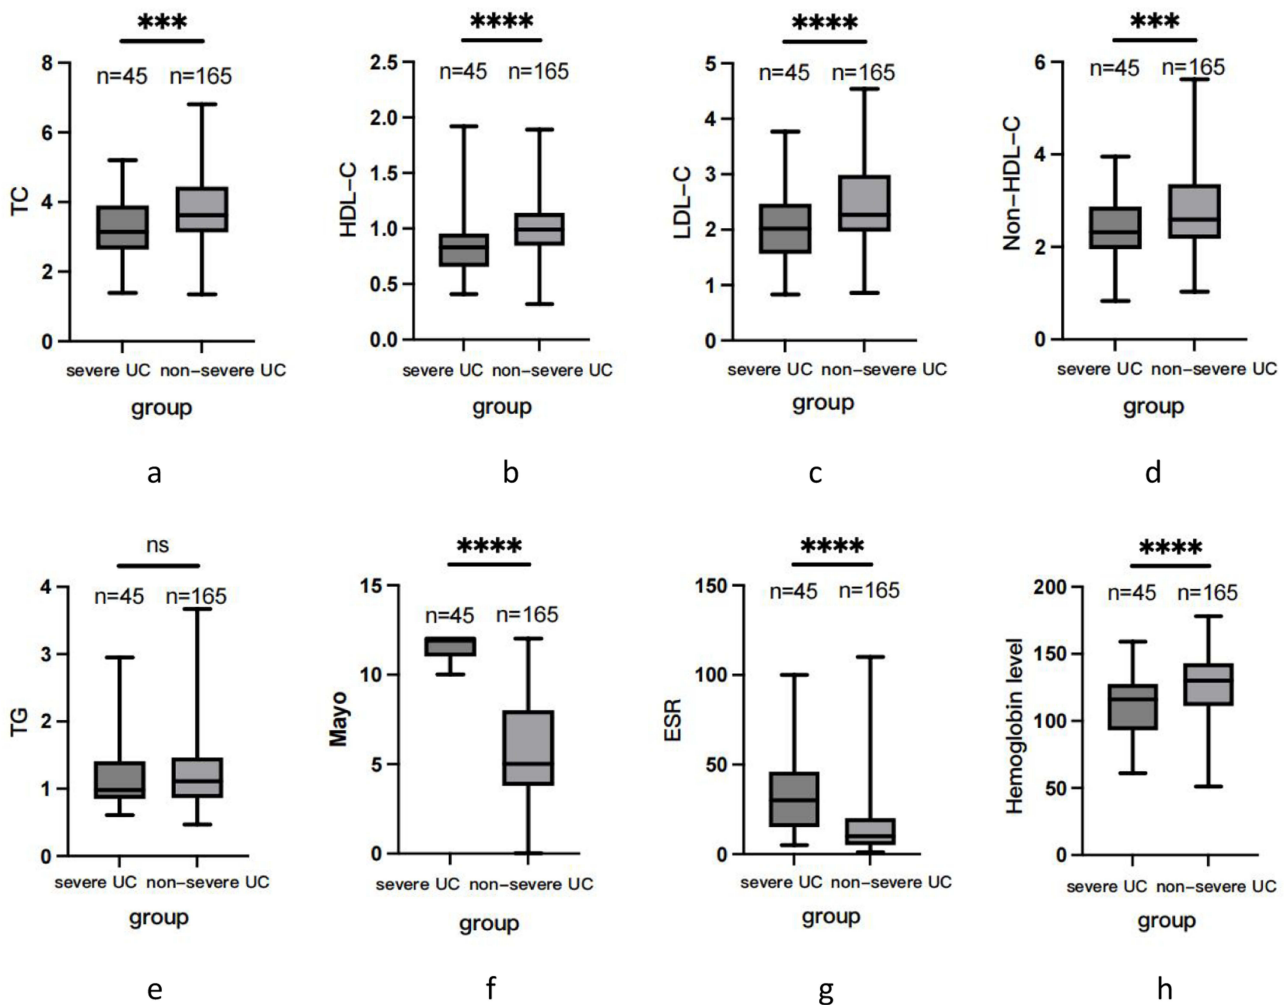 ***
n=45 n=165
TC
8
6
4
2
0
severe UC non-severe UC
group
a
****
n=45 n=165
HDL-C
2.5
2.0
1.5
1.0
0.5
0.0
severe UC non-severe UC
group
b
****
n=45 n=165
LDL-C
5
4
3
2
1
0
severe UC non-severe UC
group
c
***
n=45 n=165
Non-HDL-C
6
4
2
0
severe UC non-severe UC
group
d
ns
n=45 n=165
TG
4
3
2
1
0
severe UC non-severe UC
group
e
****
n=45 n=165
Mayo
15
10
5
0
severe UC non-severe UC
group
f
****
n=45 n=165
ESR
150
100
50
0
severe UC non-severe UC
group
g
****
n=45 n=165
Hemoglobin level
200
150
100
50
0
severe UC non-severe UC
group
h